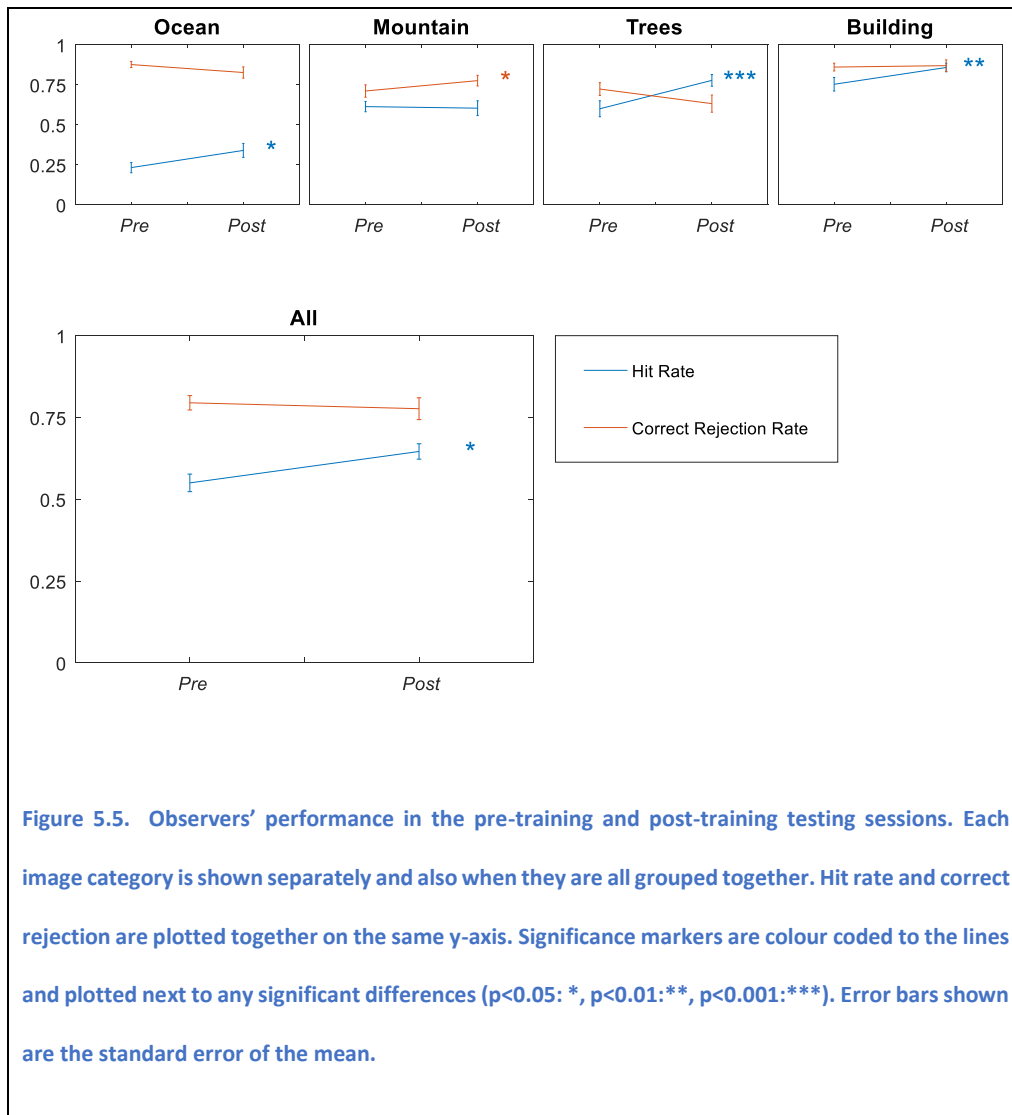 Ocean Mountain Trees Building
1
0.75
0.5
0.25
0
*
*
***
**
Pre Post Pre Post Pre Post Pre Post
All
1
0.75
0.5
0.25
0
*
Pre Post
Hit Rate
Correct Rejection Rate
Figure 5.5. Observers’ performance in the pre-training and post-training testing sessions. Each
image category is shown separately and also when they are all grouped together. Hit rate and correct
rejection are plotted together on the same y-axis. Significance markers are colour coded to the lines
and plotted next to any significant differences (p<0.05: *, p<0.01:**, p<0.001:***). Error bars shown
are the standard error of the mean.